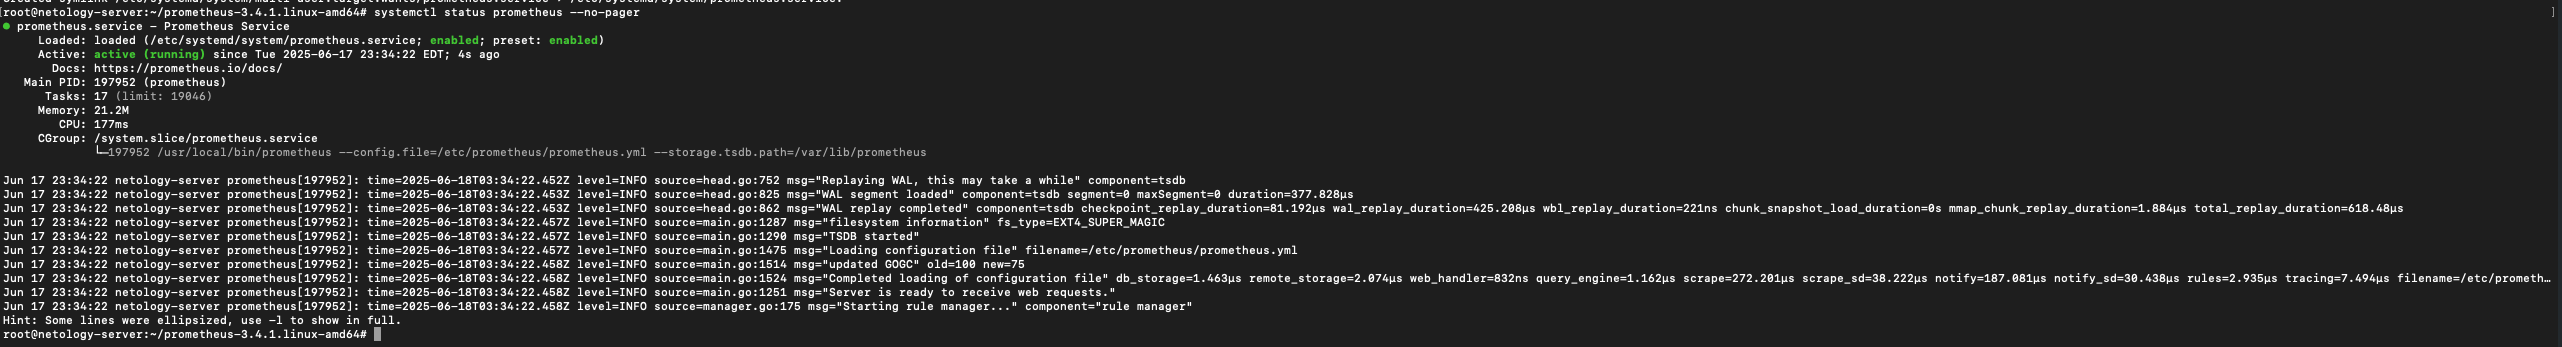 [root@netology-server:~/prometheus-3.4.1.linux-amd64# systemctl status prometheus --no-pager ]
● prometheus.service - Prometheus Service
Loaded: loaded (/etc/systemd/system/prometheus.service; enabled; preset: enabled)
Active: active (running) since Tue 2025-06-17 23:34:22 EDT; 4s ago
Docs: https://prometheus.io/docs/
Main PID: 197952 (prometheus)
Tasks: 17 (limit: 19046)
Memory: 21.2M
CPU: 177ms
CGroup: /system.slice/prometheus.service
└─197952 /usr/local/bin/prometheus --config.file=/etc/prometheus/prometheus.yml --storage.tsdb.path=/var/lib/prometheus
Jun 17 23:34:22 netology-server prometheus[197952]: time=2025-06-18T03:34:22.452Z level=INFO source=head.go:752 msg="Replaying WAL, this may take a while" component=tsdb
Jun 17 23:34:22 netology-server prometheus[197952]: time=2025-06-18T03:34:22.453Z level=INFO source=head.go:825 msg="WAL segment loaded" component=tsdb segment=0 maxSegment=0 duration=377.828µs
Jun 17 23:34:22 netology-server prometheus[197952]: time=2025-06-18T03:34:22.453Z level=INFO source=head.go:862 msg="WAL replay completed" component=tsdb checkpoint_replay_duration=81.192µs wal_replay_duration=425.208µs wbl_replay_duration=221ns chunk_snapshot_load_duration=0s mmap_chunk_replay_duration=1.884µs total_replay_duration=618.48µs
Jun 17 23:34:22 netology-server prometheus[197952]: time=2025-06-18T03:34:22.457Z level=INFO source=main.go:1287 msg="filesystem information" fs_type=EXT4_SUPER_MAGIC
Jun 17 23:34:22 netology-server prometheus[197952]: time=2025-06-18T03:34:22.457Z level=INFO source=main.go:1290 msg="TSDB started"
Jun 17 23:34:22 netology-server prometheus[197952]: time=2025-06-18T03:34:22.457Z level=INFO source=main.go:1475 msg="Loading configuration file" filename=/etc/prometheus/prometheus.yml
Jun 17 23:34:22 netology-server prometheus[197952]: time=2025-06-18T03:34:22.458Z level=INFO source=main.go:1514 msg="updated GOGC" old=100 new=75
Jun 17 23:34:22 netology-server prometheus[197952]: time=2025-06-18T03:34:22.458Z level=INFO source=main.go:1524 msg="Completed loading of configuration file" db_storage=1.463µs remote_storage=2.074µs web_handler=832ns query_engine=1.162µs scrape=272.201µs scrape_sd=38.222µs notify=187.081µs notify_sd=30.438µs rules=2.935µs tracing=7.494µs filename=/etc/prometh…
Jun 17 23:34:22 netology-server prometheus[197952]: time=2025-06-18T03:34:22.458Z level=INFO source=main.go:1251 msg="Server is ready to receive web requests."
Jun 17 23:34:22 netology-server prometheus[197952]: time=2025-06-18T03:34:22.458Z level=INFO source=manager.go:175 msg="Starting rule manager..." component="rule manager"
Hint: Some lines were ellipsized, use -l to show in full.
root@netology-server:~/prometheus-3.4.1.linux-amd64#